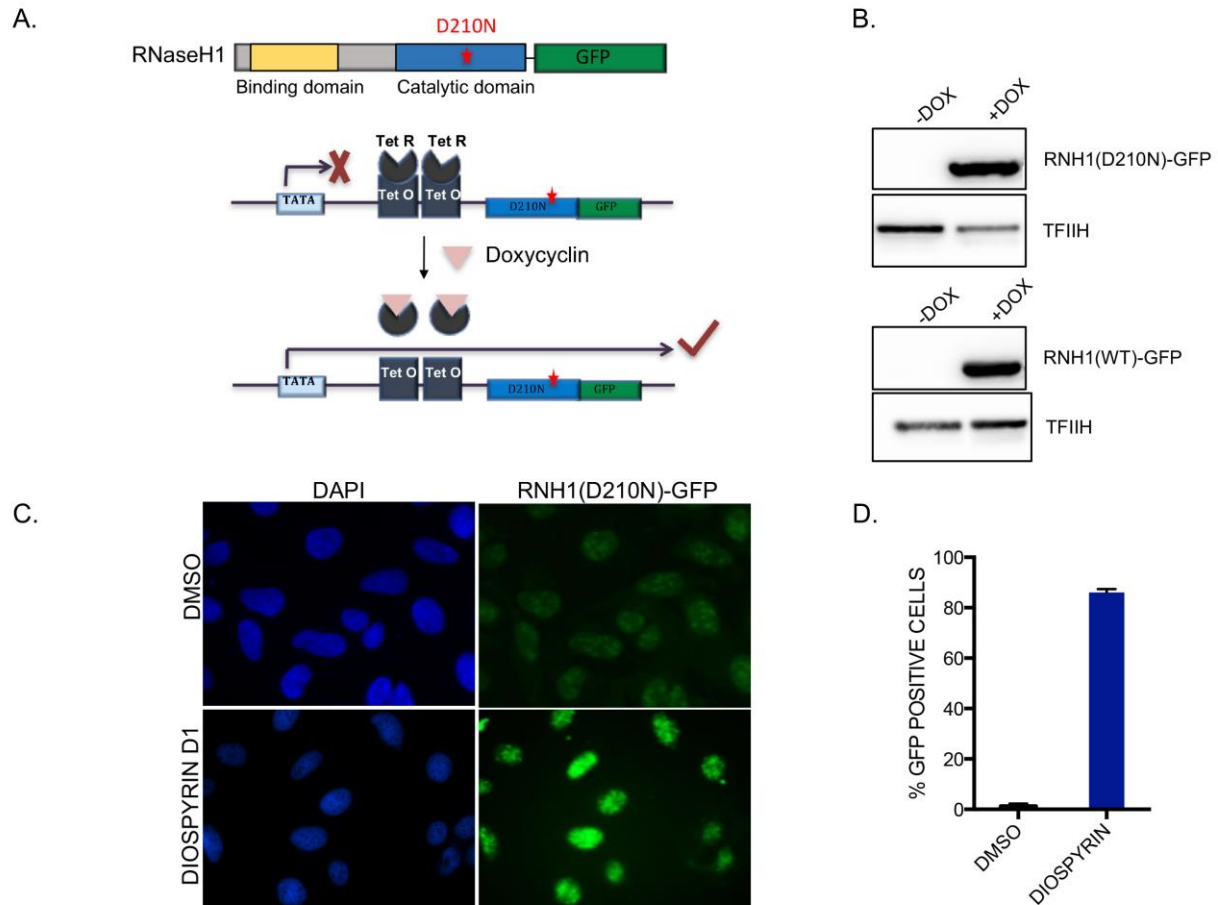 A.
D210N
RNaseH1
GFP
Binding domain
Catalytic domain
Tet R Tet R
TATA
Tet O Tet O
D210N
GFP
Doxycyclin
TATA
Tet O Tet O
D210N
GFP
B.
-DOX +DOX
RNH1(D210N)-GFP
TFIIH
-DOX +DOX
RNH1(WT)-GFP
TFIIH
C.
DAPI
RNH1(D210N)-GFP
DMSO
DIOSPYRIN D1
D.
% GFP POSITIVE CELLS
100
80
60
40
20
0
DMSO
DIOSPYRIN